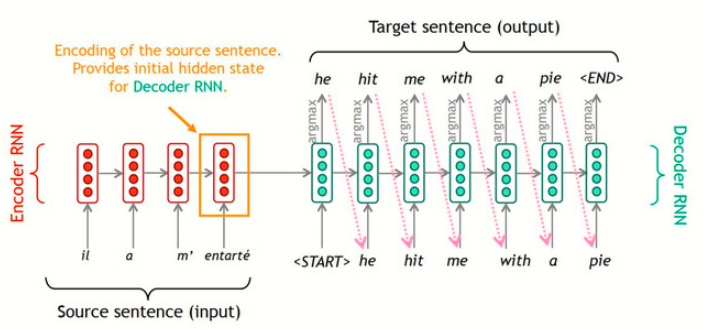 Target sentence (output)
Encoding of the source sentence.
Provides initial hidden state
for Decoder RNN.
he hit me with a pie <END>
argmax argmax argmax argmax argmax argmax argmax
Encoder RNN
Decoder RNN
il a m’ entarté
<START> he hit me with a pie
Source sentence (input)